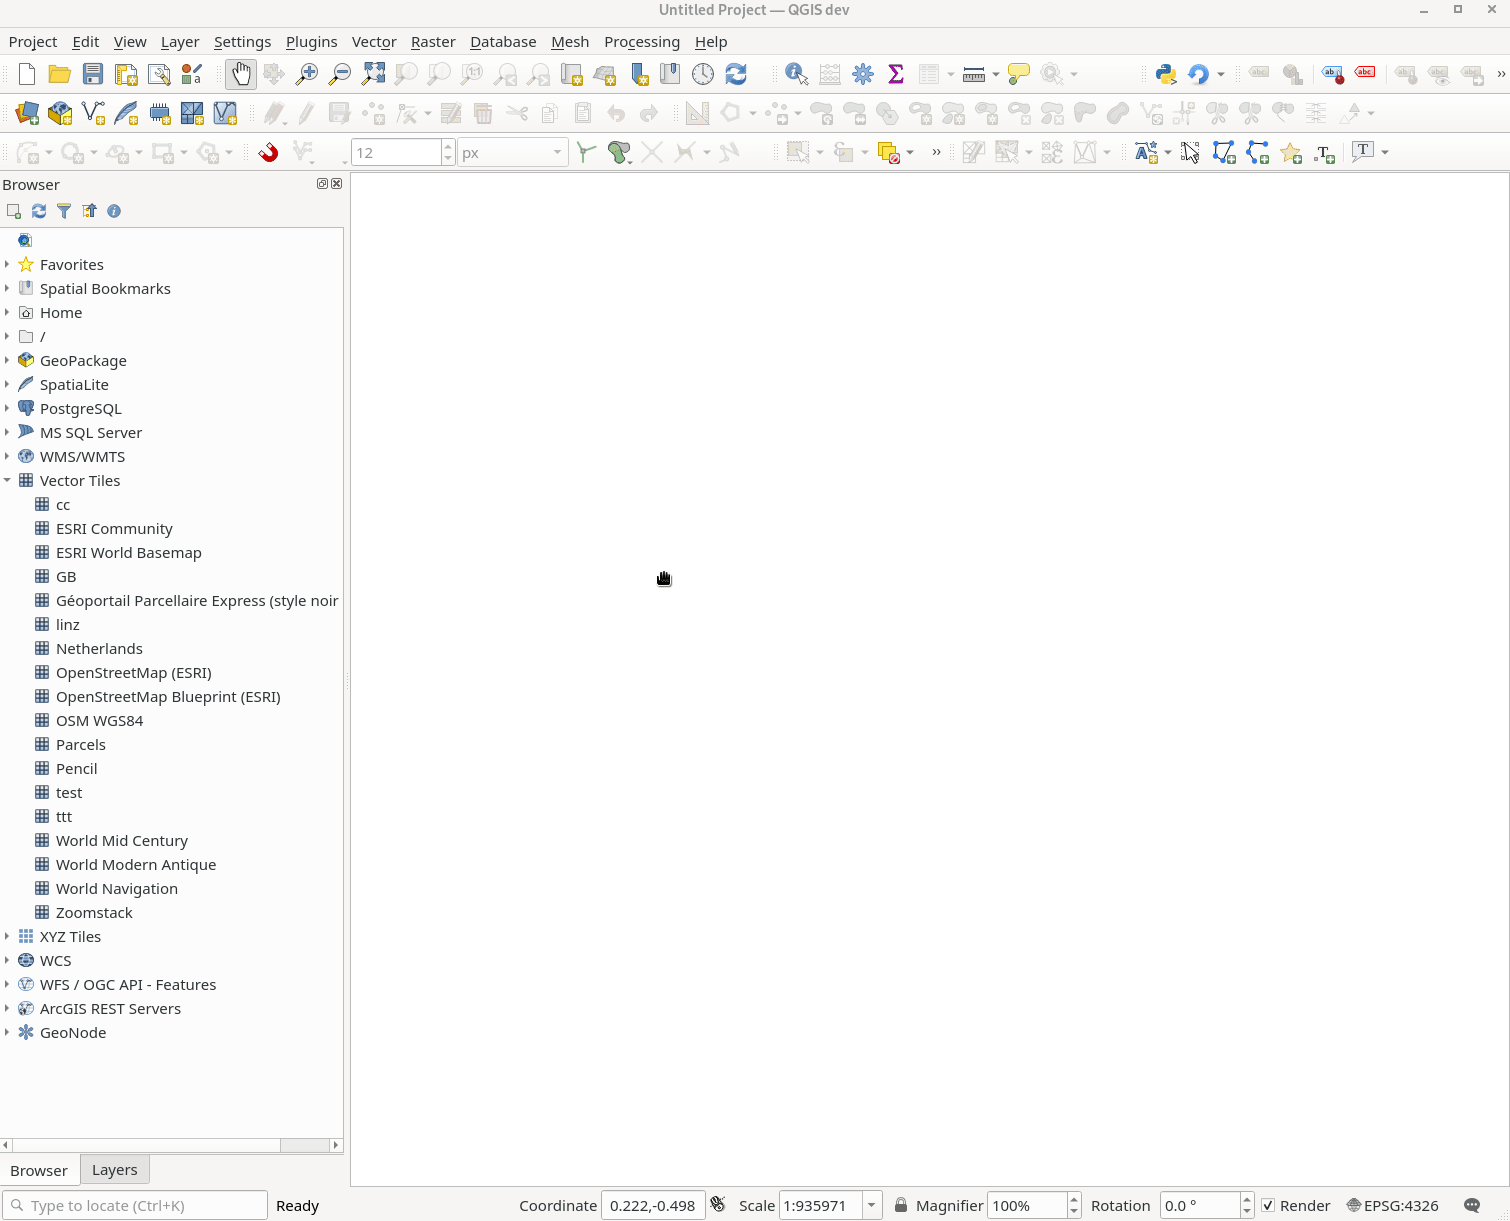 Untitled Project — QGIS dev
Project Edit View Layer Settings Plugins Vector Raster Database Mesh Processing Help
12 px
Browser
Favorites
Spatial Bookmarks
Home
/
GeoPackage
SpatiaLite
PostgreSQL
MS SQL Server
WMS/WMTS
Vector Tiles
cc
ESRI Community
ESRI World Basemap
GB
Géoportail Parcellaire Express (style noir
linz
Netherlands
OpenStreetMap (ESRI)
OpenStreetMap Blueprint (ESRI)
OSM WGS84
Parcels
Pencil
test
ttt
World Mid Century
World Modern Antique
World Navigation
Zoomstack
XYZ Tiles
WCS
WFS / OGC API - Features
ArcGIS REST Servers
GeoNode
Browser Layers
Type to locate (Ctrl+K) Ready Coordinate 0.222,-0.498 Scale 1:935971 Magnifier 100% Rotation 0.0 ° Render EPSG:4326